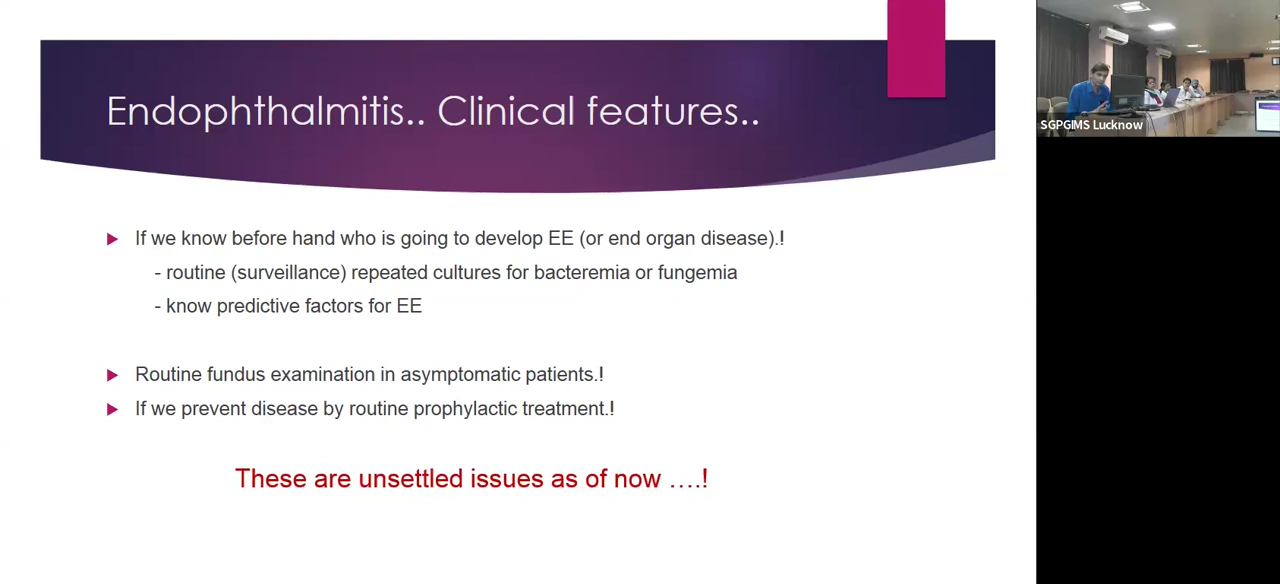 Endophthalmitis.. Clinical features..
SGPGIMS Lucknow
If we know before hand who is going to develop EE (or end organ disease).!
- routine (surveillance) repeated cultures for bacteremia or fungemia
- know predictive factors for EE
Routine fundus examination in asymptomatic patients.!
If we prevent disease by routine prophylactic treatment.!
These are unsettled issues as of now ….!